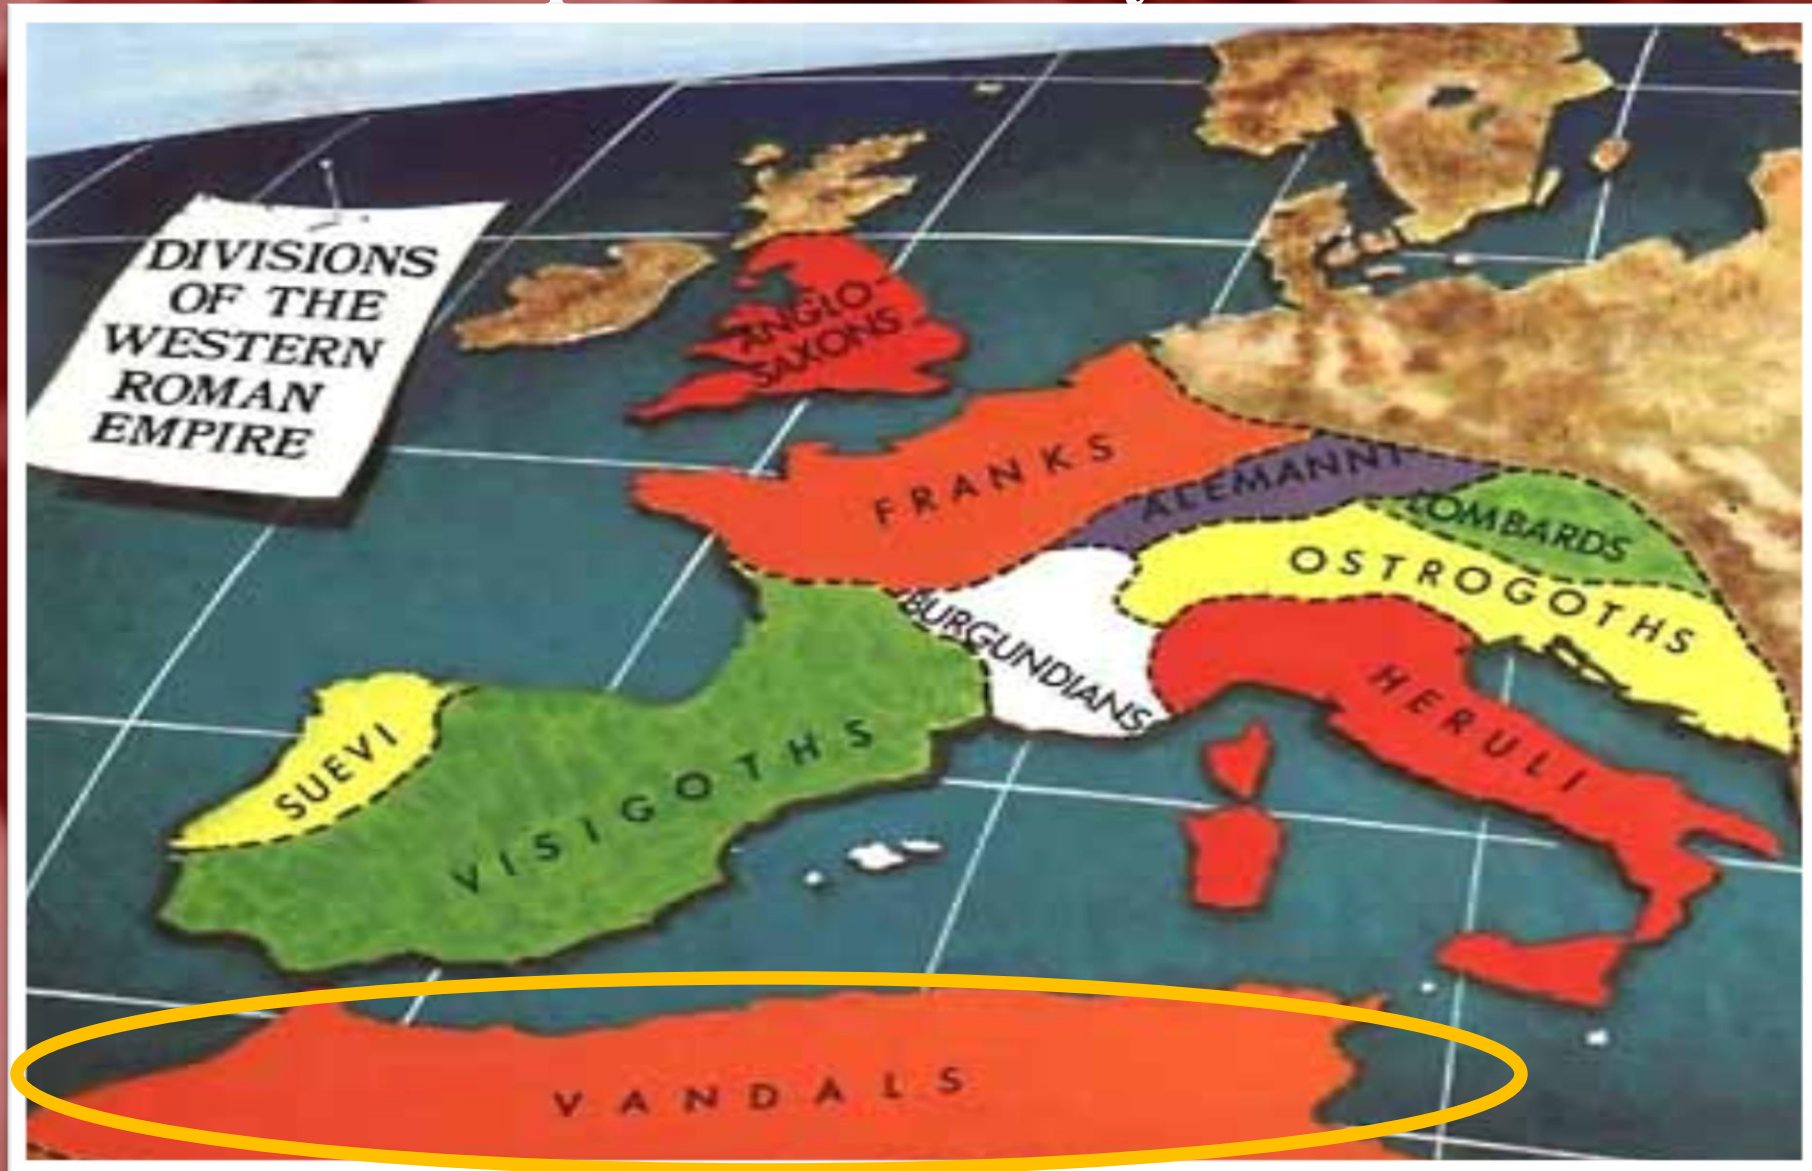 DIVISIONS
OF THE
WESTERN
ROMAN
EMPIRE
ANGLO-
SAXONS
FRANKS
ALEMANNI
LOMBARDS
OSTROGOTHS
BURGUNDIANS
HERULI
SUEVI
VISIGOTHS
VANDALS